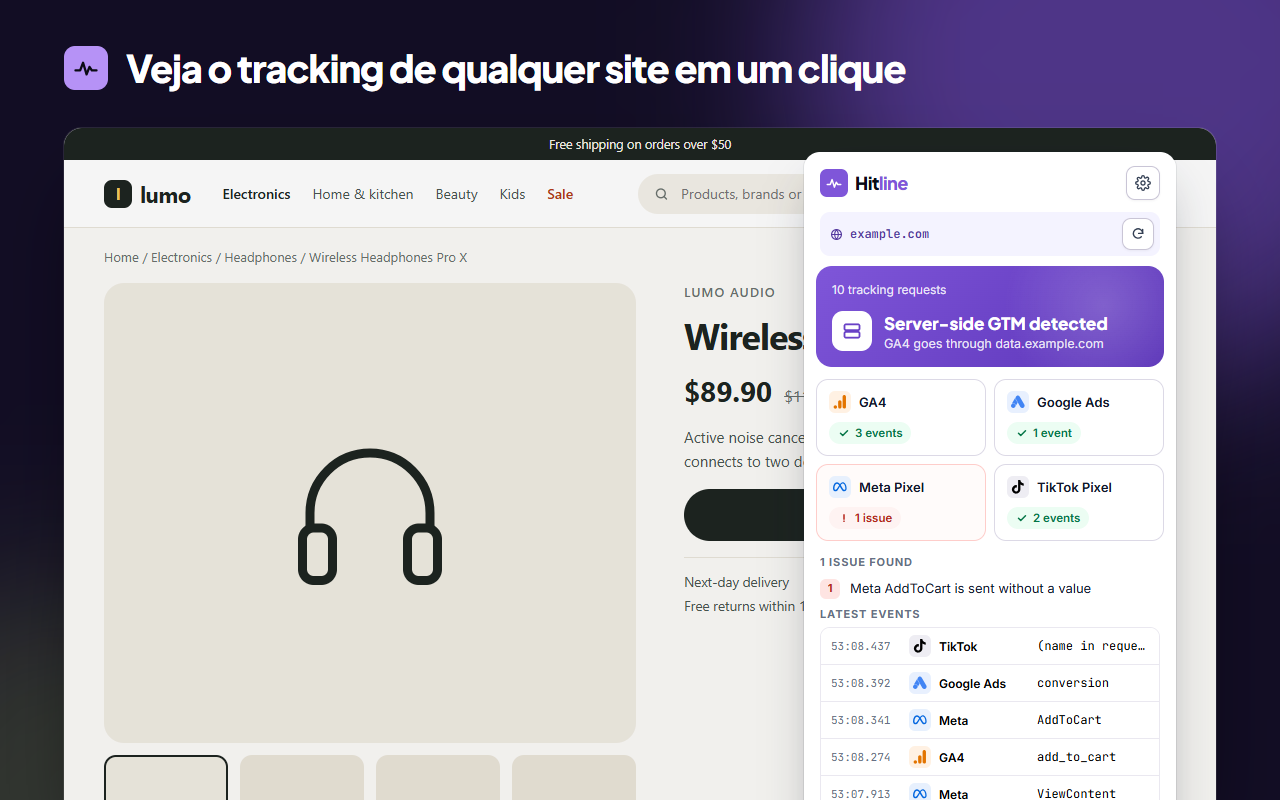 Veja o tracking de qualquer site em um clique
Free shipping on orders over $50
l lumo
Electronics Home & kitchen Beauty Kids Sale
Products, brands or
Home / Electronics / Headphones / Wireless Headphones Pro X
LUMO AUDIO
Wireless
$89.90
Active noise cance
connects to two d
Next-day delivery
Free returns within 1
Hitline
example.com
10 tracking requests
Server-side GTM detected
GA4 goes through data.example.com
GA4
3 events
Google Ads
1 event
Meta Pixel
! 1 issue
TikTok Pixel
2 events
1 ISSUE FOUND
1 Meta AddToCart is sent without a value
LATEST EVENTS
53:08.437 TikTok (name in reque…
53:08.392 Google Ads conversion
53:08.341 Meta AddToCart
53:08.274 GA4 add_to_cart
53:07.913 Meta ViewContent